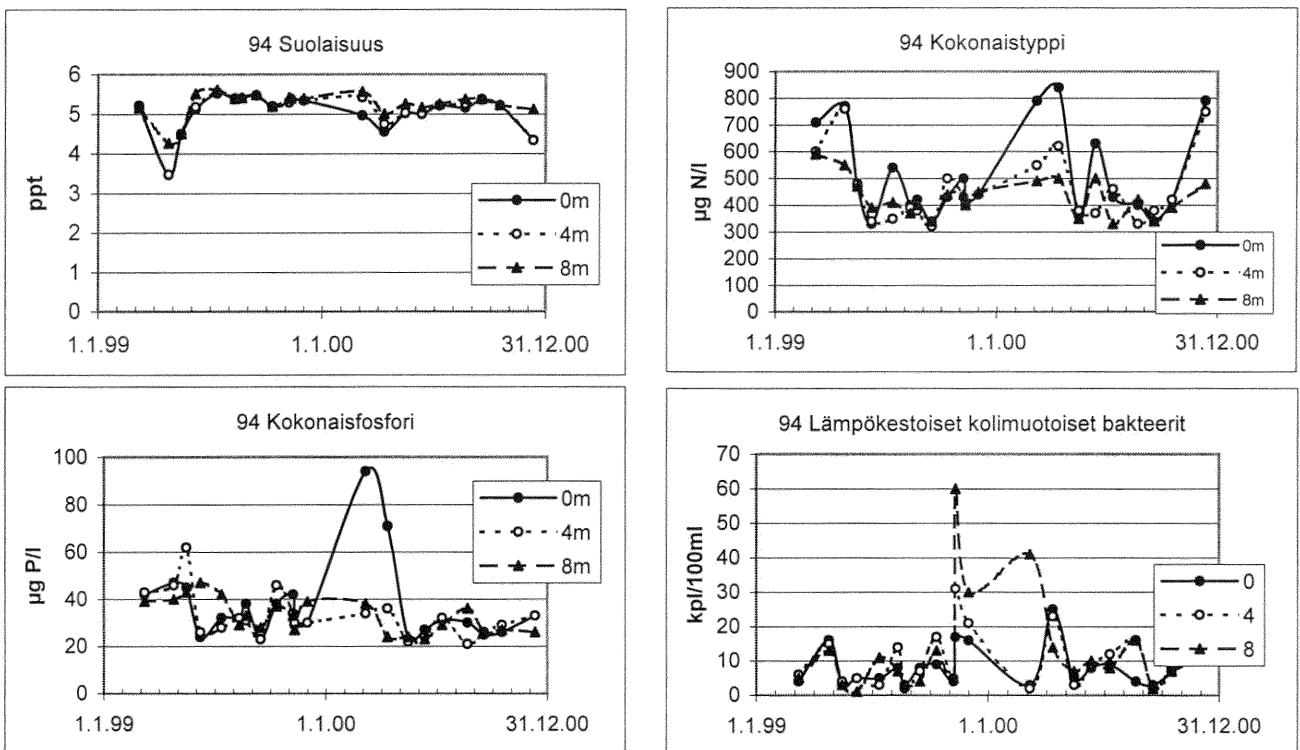 94 Suolaisuus
6
5
4
3
2
1
0
ppt
0m
4m
8m
1.1.99
1.1.00
31.12.00
94 Kokonaistyppi
900
800
700
600
500
400
300
200
100
0
µg N/l
0m
4m
8m
1.1.99
1.1.00
31.12.00
94 Kokonaisfosfori
100
80
60
40
20
0
µg P/l
0m
4m
8m
1.1.99
1.1.00
31.12.00
94 Lämpökestoiset kolimuotoiset bakteerit
70
60
50
40
30
20
10
0
kpl/100ml
0
4
8
1.1.99
1.1.00
31.12.00